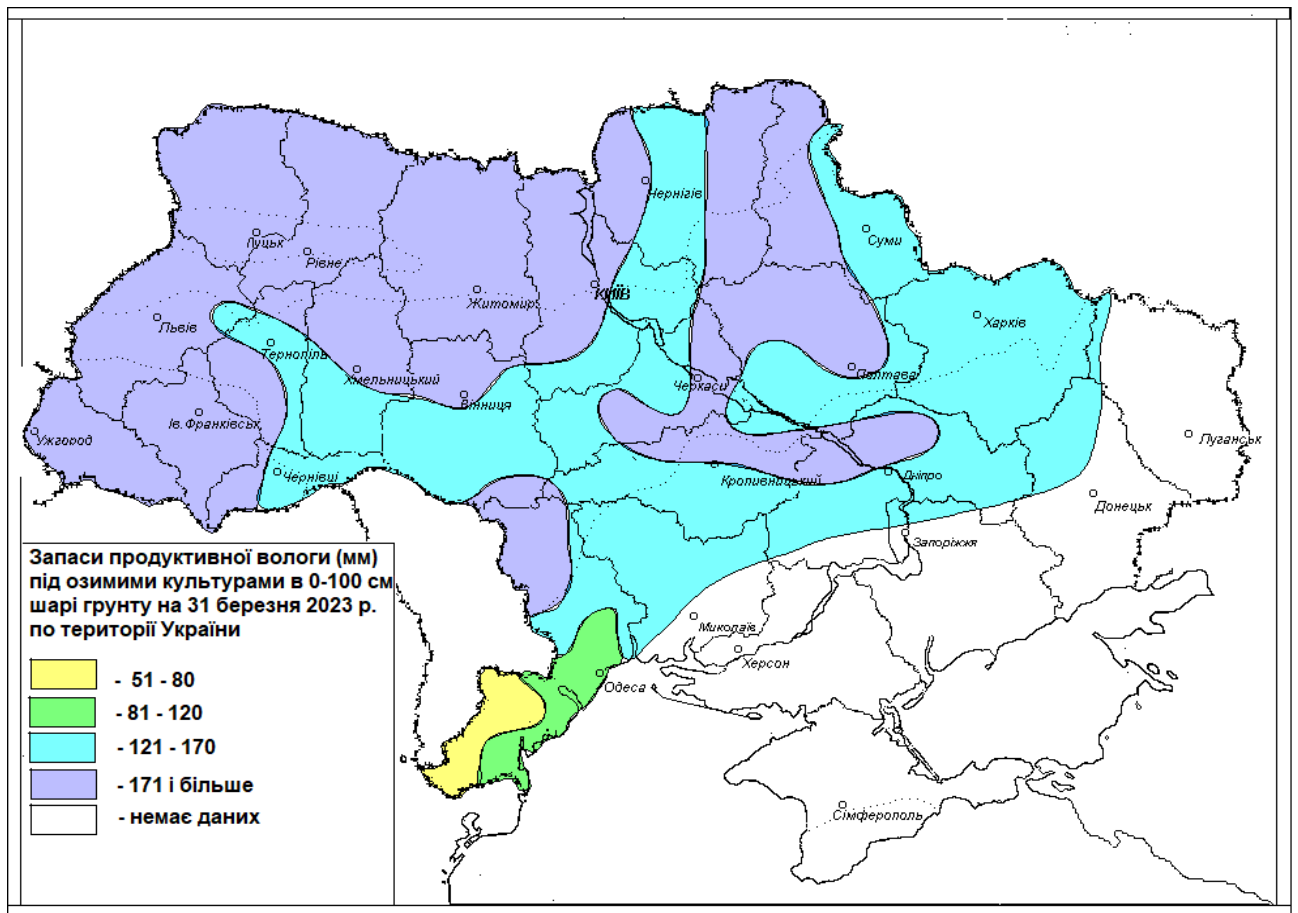 Чернігів
Суми
Луцьк
Рівне
Житомир
КИЇВ
Львів
Харків
Тернопіль
Хмельницький
Полтава
Черкаси
Вінниця
Ів.Франківськ
Ужгород
Луганськ
Чернівці
Кропивницький
Дніпро
Донецьк
Запоріжжя
Запаси продуктивної вологи (мм)
під озимими культурами в 0-100 см
шарі грунту на 31 березня 2023 р.
по території України
Миколаїв
Херсон
Одеса
- 51 - 80
- 81 - 120
- 121 - 170
- 171 і більше
- немає даних
Сімферополь